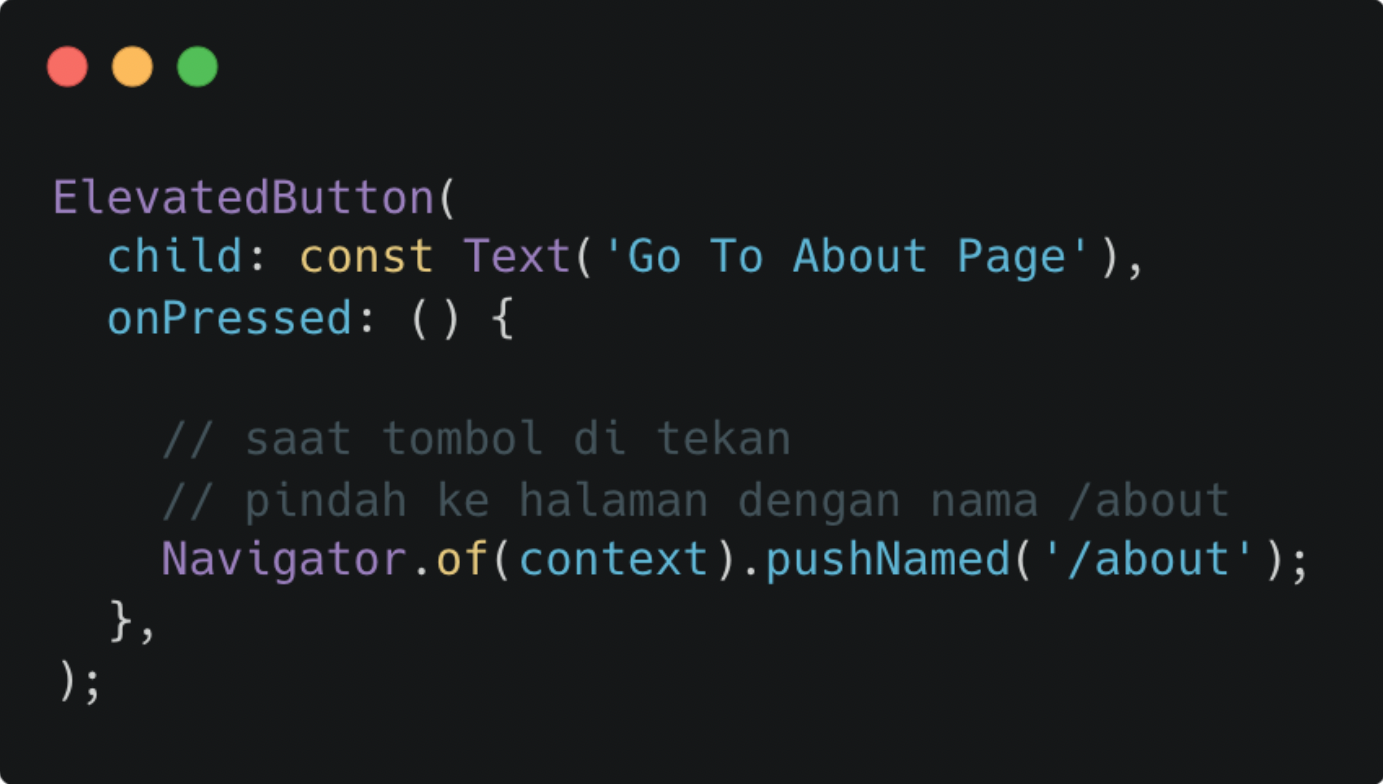 ElevatedButton(
  child: const Text('Go To About Page'),
  onPressed: () {
    // saat tombol di tekan
    // pindah ke halaman dengan nama /about
    Navigator.of(context).pushNamed('/about');
  },
);